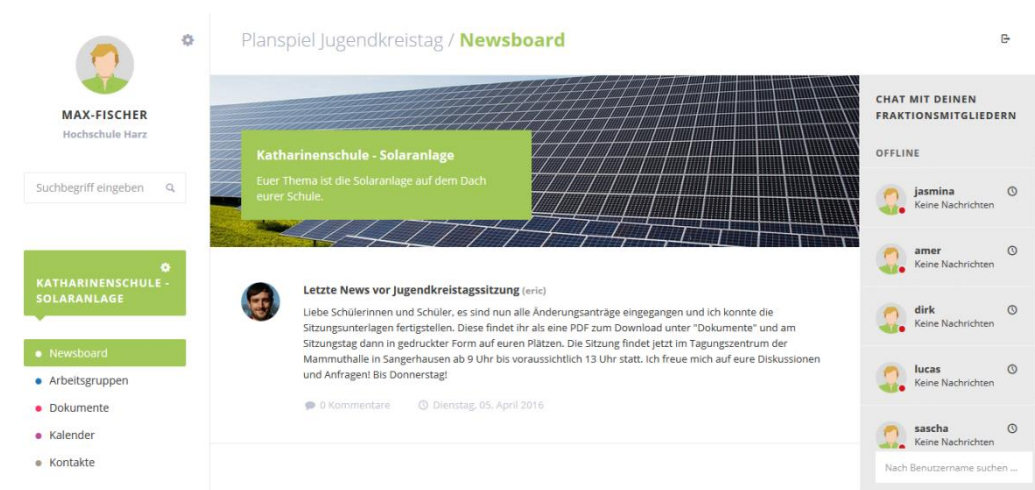 MAX-FISCHER
Hochschule Harz
Suchbegriff eingeben
KATHARINENSCHULE -
SOLARANLAGE
Newsboard
Arbeitsgruppen
Dokumente
Kalender
Kontakte
Planspiel Jugendkreistag / Newsboard
Katharinenschule - Solaranlage
Euer Thema ist die Solaranlage auf dem Dach
eurer Schule.
Letzte News vor Jugendkreistagssitzung (eric)
Liebe Schülerinnen und Schüler, es sind nun alle Änderungsanträge eingegangen und ich konnte die
Sitzungsunterlagen fertigstellen. Diese findet ihr als eine PDF zum Download unter "Dokumente" und am
Sitzungstag dann in gedruckter Form auf euren Plätzen. Die Sitzung findet jetzt im Tagungszentrum der
Mammuthalle in Sangerhausen ab 9 Uhr bis voraussichtlich 13 Uhr statt. Ich freue mich auf eure Diskussionen
und Anfragen! Bis Donnerstag!
0 Kommentare Dienstag, 05. April 2016
CHAT MIT DEINEN
FRAKTIONSMITGLIEDERN
OFFLINE
jasmina
Keine Nachrichten
amer
Keine Nachrichten
dirk
Keine Nachrichten
lucas
Keine Nachrichten
sascha
Keine Nachrichten
Nach Benutzername suchen ...